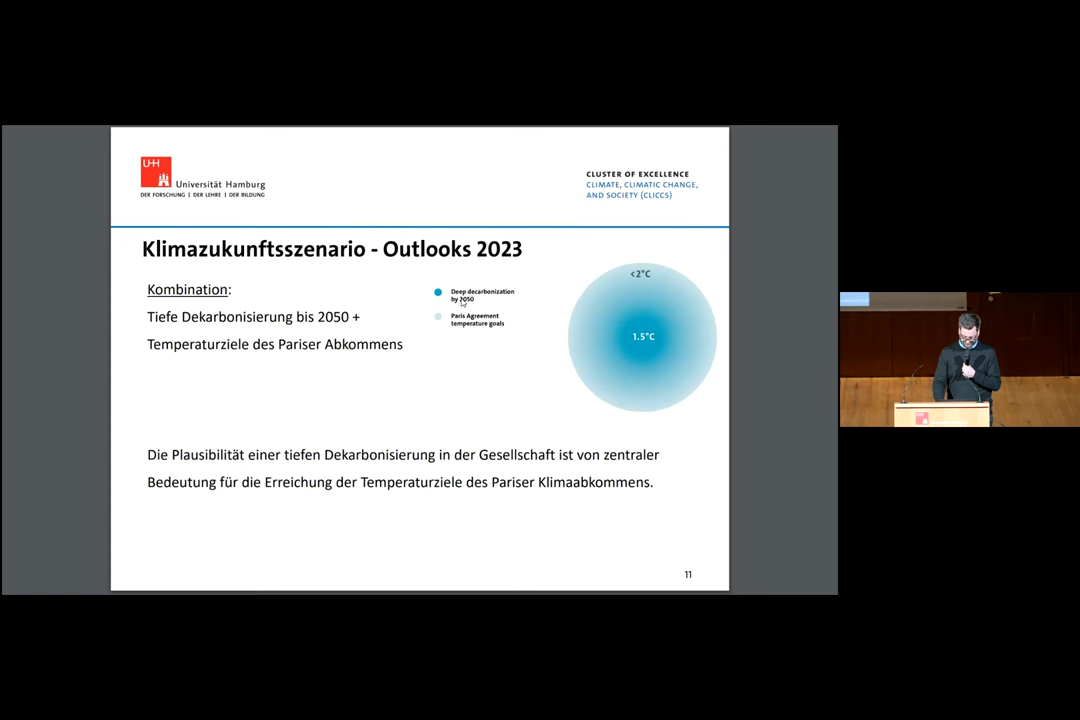 UHH
Universität Hamburg
DER FORSCHUNG | DER LEHRE | DER BILDUNG
CLUSTER OF EXCELLENCE
CLIMATE, CLIMATIC CHANGE,
AND SOCIETY (CLICCS)
Klimazukunftsszenario - Outlooks 2023
Kombination:
Tiefe Dekarbonisierung bis 2050 +
Temperaturziele des Pariser Abkommens
Deep decarbonization
by 2050
Paris Agreement
temperature goals
<2°C
1.5°C
Die Plausibilität einer tiefen Dekarbonisierung in der Gesellschaft ist von zentraler
Bedeutung für die Erreichung der Temperaturziele des Pariser Klimaabkommens.
11